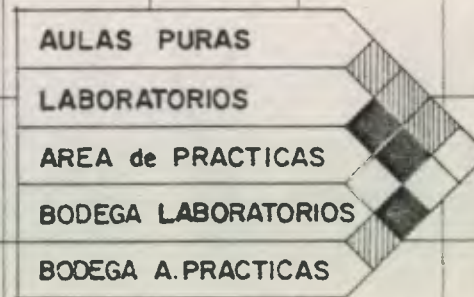 AULAS PURAS
LABORATORIOS
AREA de PRACTICAS
BODEGA LABORATORIOS
BODEGA A. PRACTICAS